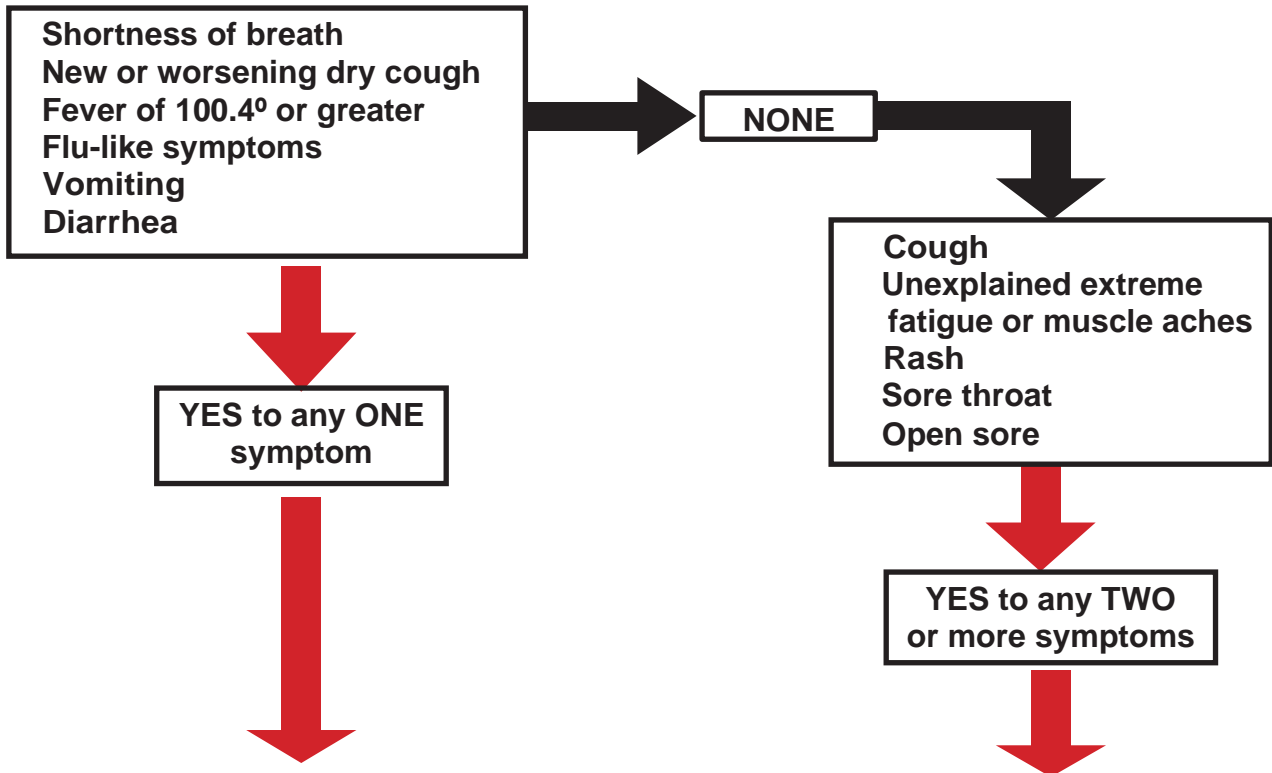 Shortness of breath
New or worsening dry cough
Fever of 100.4º or greater
Flu-like symptoms
Vomiting
Diarrhea
NONE
Cough
Unexplained extreme
fatigue or muscle aches
Rash
Sore throat
Open sore
YES to any ONE
symptom
YES to any TWO
or more symptoms